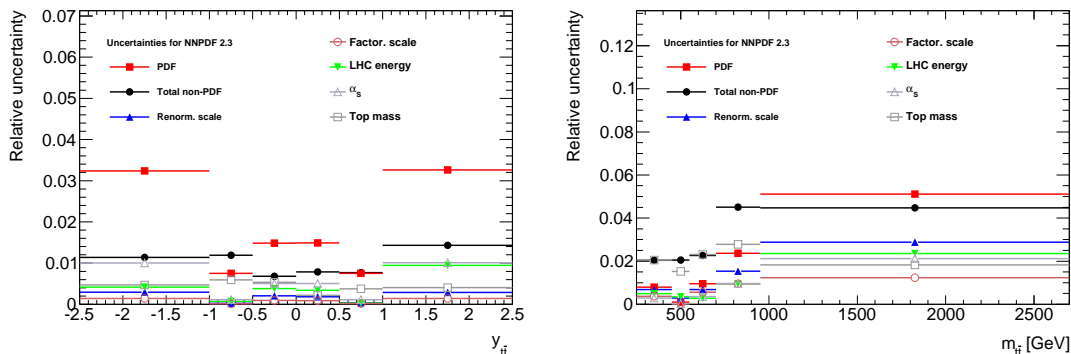 Relative uncertainty
0.07
0.06
0.05
0.04
0.03
0.02
0.01
0
Uncertainties for NNPDF 2.3
PDF
Total non-PDF
Renorm. scale
Factor. scale
LHC energy
α_s
Top mass
-2.5 -2 -1.5 -1 -0.5 0 0.5 1 1.5 2 2.5
y_tt̄
Relative uncertainty
0.12
0.1
0.08
0.06
0.04
0.02
0
Uncertainties for NNPDF 2.3
PDF
Total non-PDF
Renorm. scale
Factor. scale
LHC energy
α_s
Top mass
500 1000 1500 2000 2500
m_tt̄ [GeV]